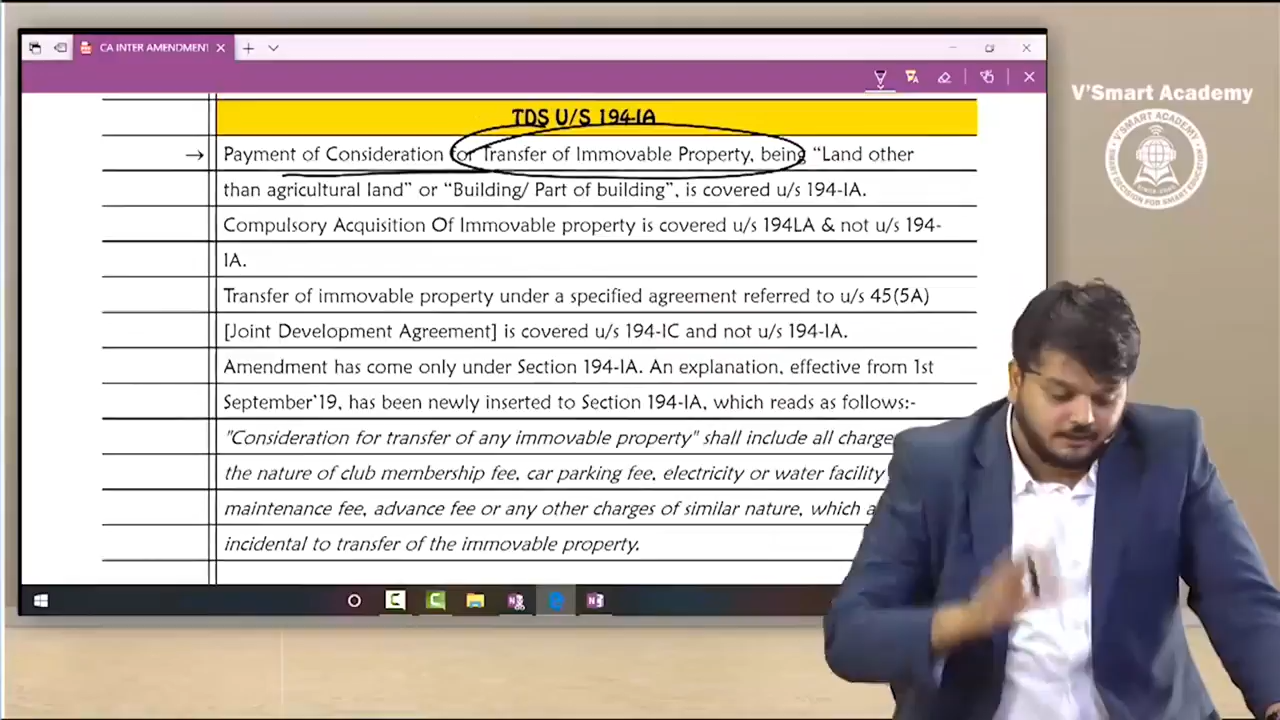 CA INTER AMENDMENT
V'Smart Academy
TDS U/S 194-IA
Payment of Consideration for Transfer of Immovable Property, being "Land other
than agricultural land" or "Building/ Part of building", is covered u/s 194-IA.
Compulsory Acquisition Of Immovable property is covered u/s 194LA & not u/s 194-
IA.
Transfer of immovable property under a specified agreement referred to u/s 45(5A)
[Joint Development Agreement] is covered u/s 194-IC and not u/s 194-IA.
Amendment has come only under Section 194-IA. An explanation, effective from 1st
September'19, has been newly inserted to Section 194-IA, which reads as follows:-
"Consideration for transfer of any immovable property" shall include all charge
the nature of club membership fee, car parking fee, electricity or water facility
maintenance fee, advance fee or any other charges of similar nature, which a
incidental to transfer of the immovable property.